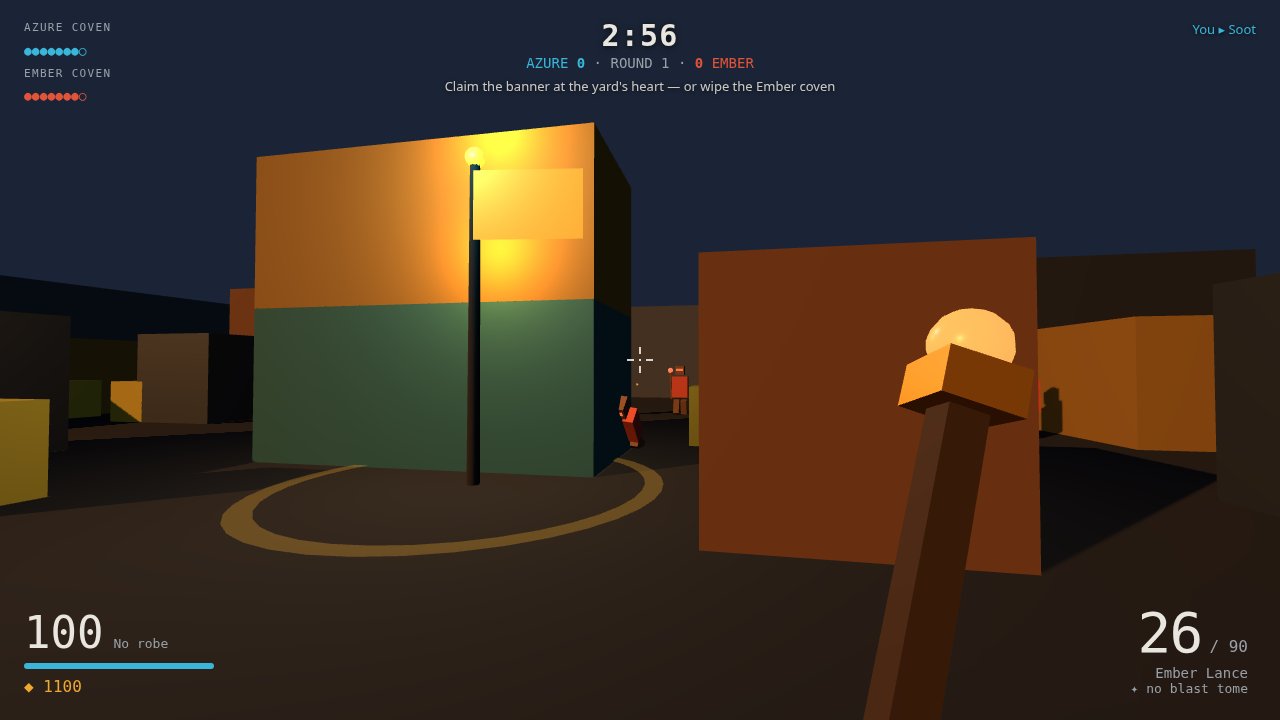 AZURE COVEN
EMBER COVEN
2:56
AZURE 0 · ROUND 1 · 0 EMBER
Claim the banner at the yard's heart — or wipe the Ember coven
You ▸ Soot
100 No robe
◆ 1100
26 / 90
Ember Lance
✦ no blast tome